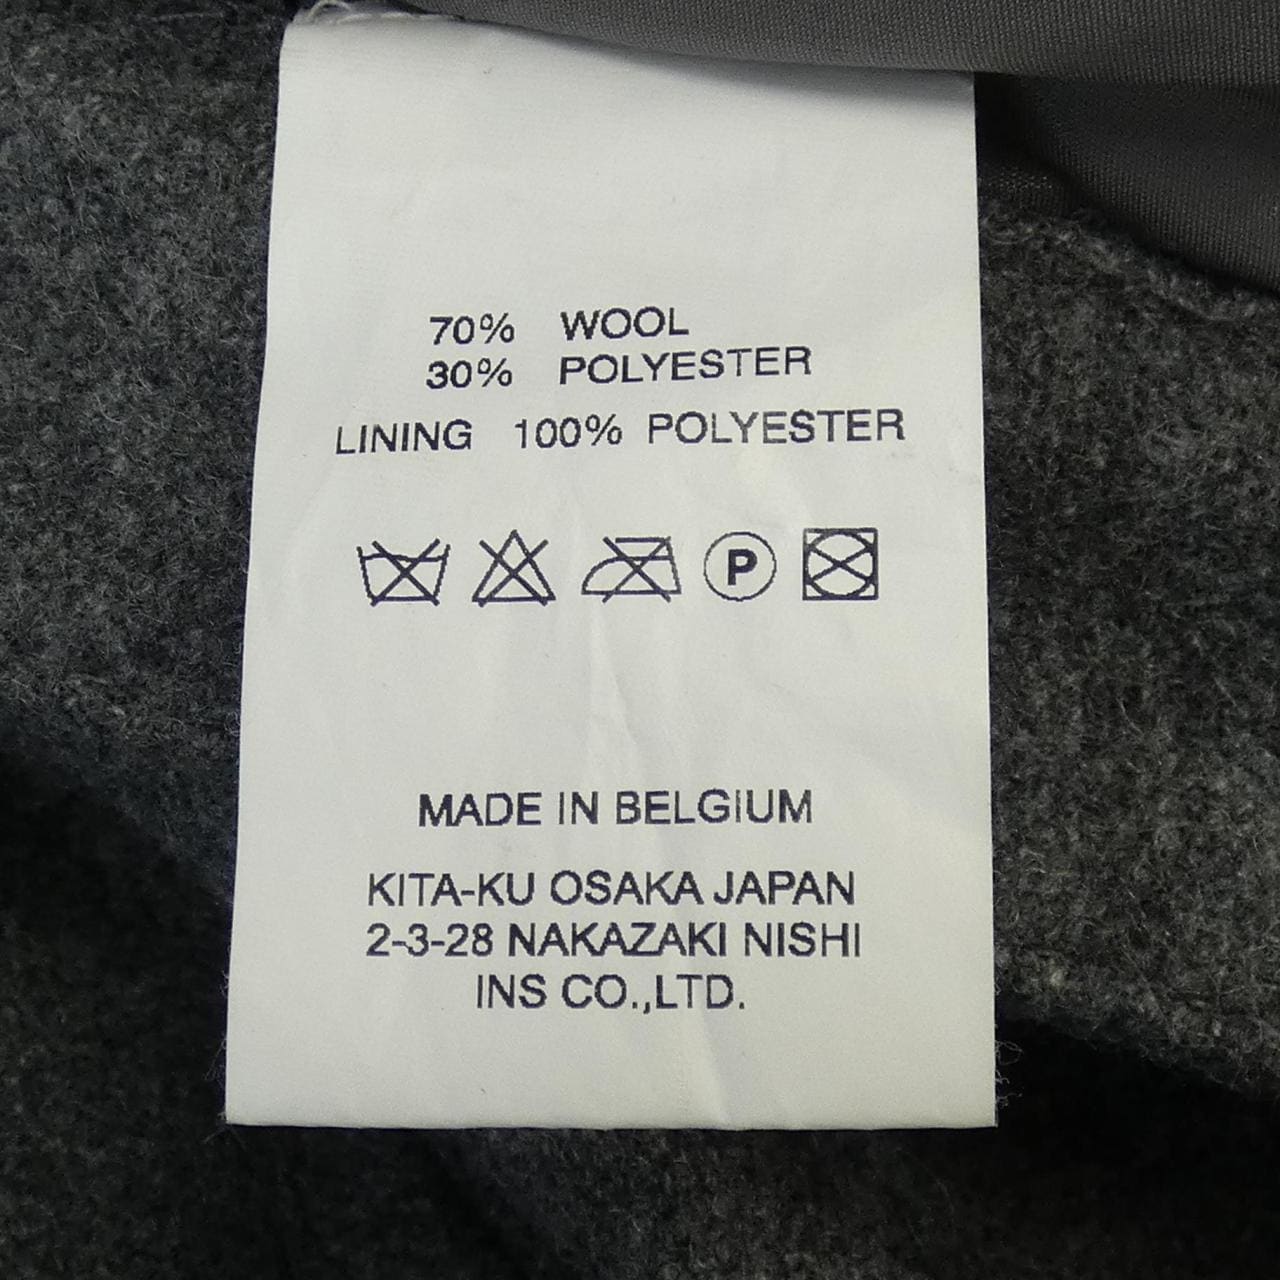 70% WOOL
30% POLYESTER
LINING 100% POLYESTER
P
MADE IN BELGIUM
KITA-KU OSAKA JAPAN
2-3-28 NAKAZAKI NISHI
INS CO.,LTD.